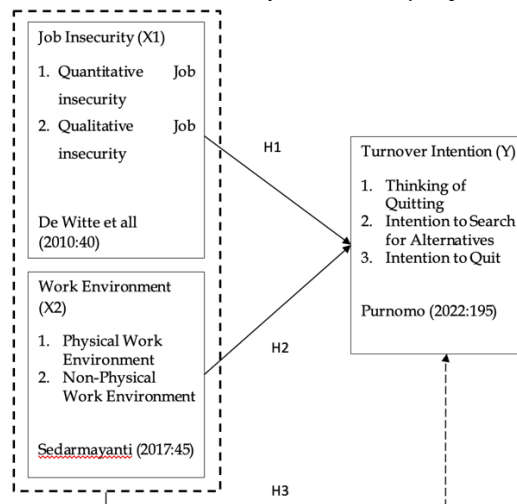 Job Insecurity (X1)
1. Quantitative Job
insecurity
2. Qualitative Job
insecurity
De Witte et all
(2010:40)
H1
Turnover Intention (Y)
1. Thinking of
Quitting
2. Intention to Search
for Alternatives
3. Intention to Quit
Purnomo (2022:195)
Work Environment
(X2)
1. Physical Work
Environment
2. Non-Physical
Work Environment
Sedarmayanti (2017:45)
H2
H3